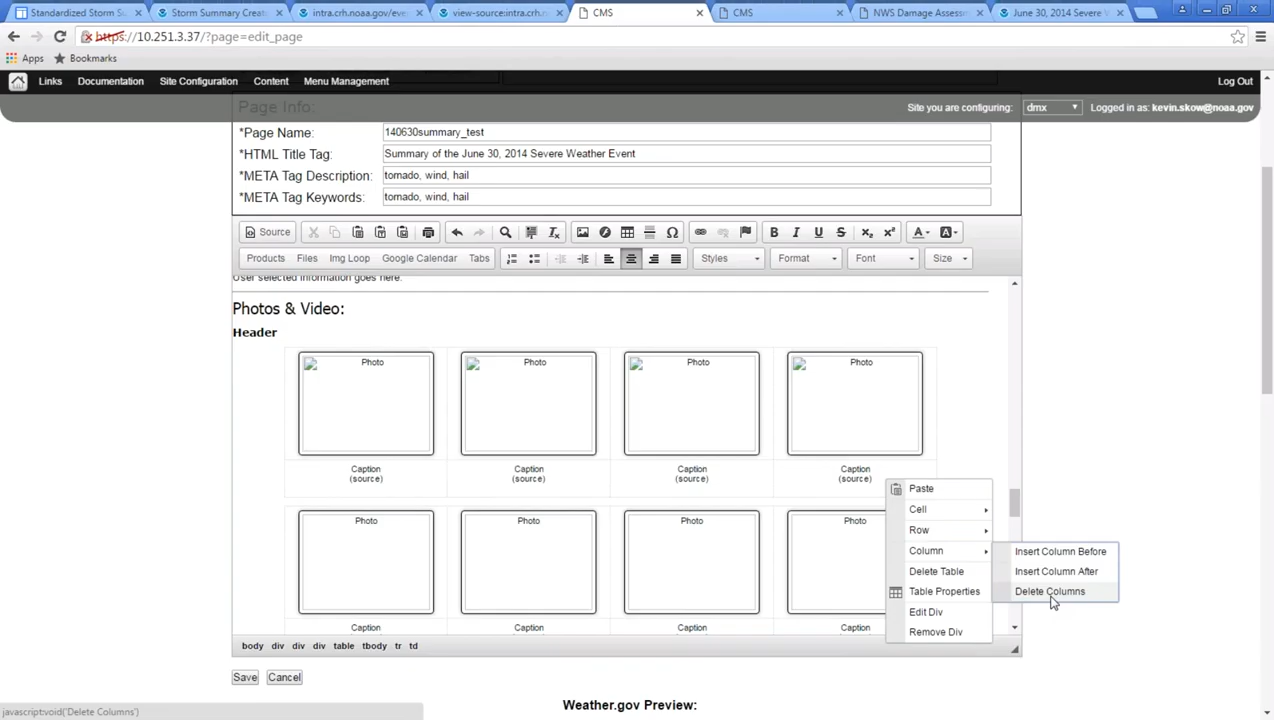 Standardized Storm Su
Storm Summary Creat
intra.crh.noaa.gov/ever
view-source:intra.crh.n
CMS
CMS
NWS Damage Assessm
June 30, 2014 Severe W
https://10.251.3.37/?page=edit_page
Apps Bookmarks
Links Documentation Site Configuration Content Menu Management Log Out
Page Info: Site you are configuring: dmx Logged in as: kevin.skow@noaa.gov
*Page Name: 140630summary_test
*HTML Title Tag: Summary of the June 30, 2014 Severe Weather Event
*META Tag Description: tornado, wind, hail
*META Tag Keywords: tornado, wind, hail
Source B I U S x₂ x² A A
Products Files Img Loop Google Calendar Tabs Styles Format Font Size
User selected information goes here.
Photos & Video:
Header
Photo Photo Photo Photo
Caption Caption Caption Caption
(source) (source) (source) (source)
Photo Photo Photo Photo
Caption Caption Caption Caption
Paste
Cell
Row
Column
Delete Table
Table Properties
Edit Div
Remove Div
Insert Column Before
Insert Column After
Delete Columns
body div div div table tbody tr td
Save Cancel
Weather.gov Preview:
javascript:void('Delete Columns')